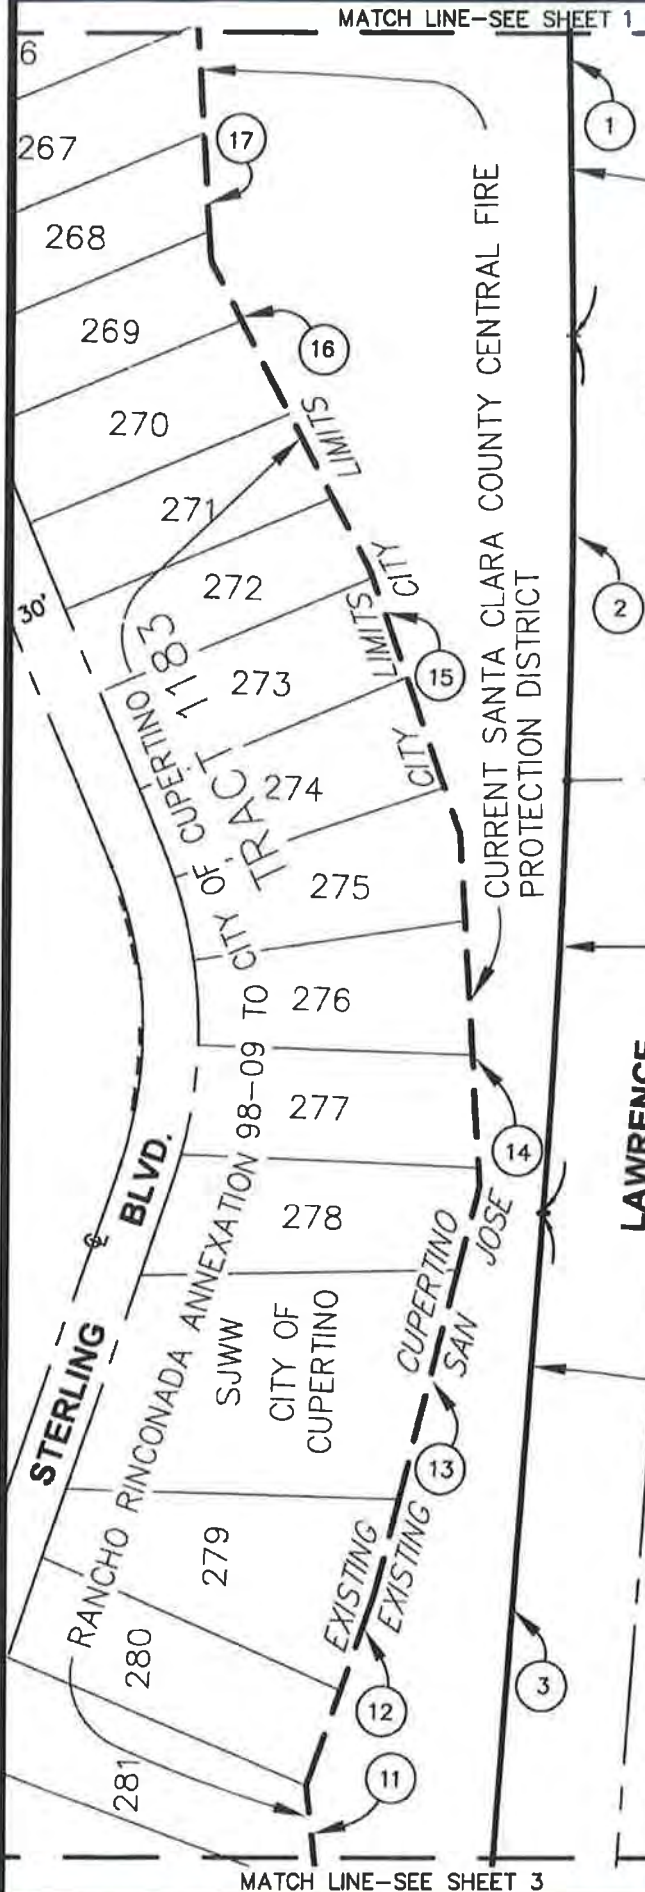 MATCH LINE-SEE SHEET 1
6
267
17
1
268
269
16
270
271
LIMITS
CITY
272
30'
2
LIMITS
CITY
15
273
TRACT 1183
274
CURRENT SANTA CLARA COUNTY CENTRAL FIRE
PROTECTION DISTRICT
275
276
277
14
278
LAWRENCE
STERLING BLVD.
RANCHO RINCONADA ANNEXATION 98-09 TO CITY OF CUPERTINO
SJWW
CITY OF
CUPERTINO
EXISTING CUPERTINO
EXISTING SAN JOSE
13
279
280
12
3
281
11
MATCH LINE-SEE SHEET 3